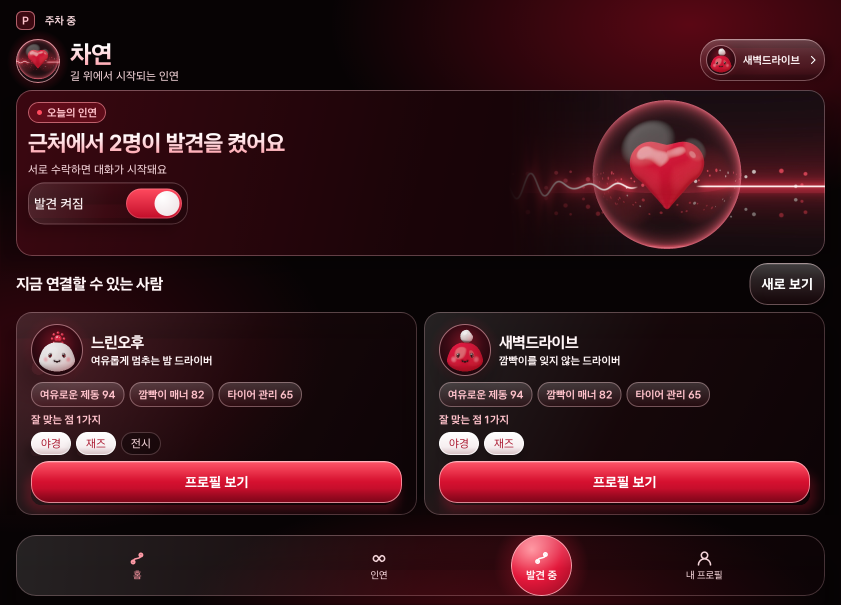 P 주차 중
차연
길 위에서 시작되는 인연
새벽드라이브
오늘의 인연
근처에서 2명이 발견을 켰어요
서로 수락하면 대화가 시작돼요
발견 켜짐
지금 연결할 수 있는 사람
새로 보기
느린오후
여유롭게 멈추는 밤 드라이버
여유로운 제동 94 깜빡이 매너 82 타이어 관리 65
잘 맞는 점 1가지
야경 재즈 전시
프로필 보기
새벽드라이브
깜빡이를 잊지 않는 드라이버
여유로운 제동 94 깜빡이 매너 82 타이어 관리 65
잘 맞는 점 1가지
야경 재즈
프로필 보기
홈 인연 발견 중 내 프로필